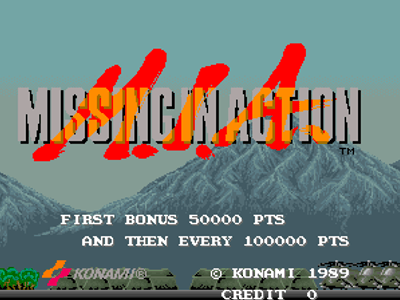 M.I.A.
MISSING IN ACTION
TM
FIRST BONUS 50000 PTS
AND THEN EVERY 100000 PTS
KONAMI® © KONAMI 1989
CREDIT 0